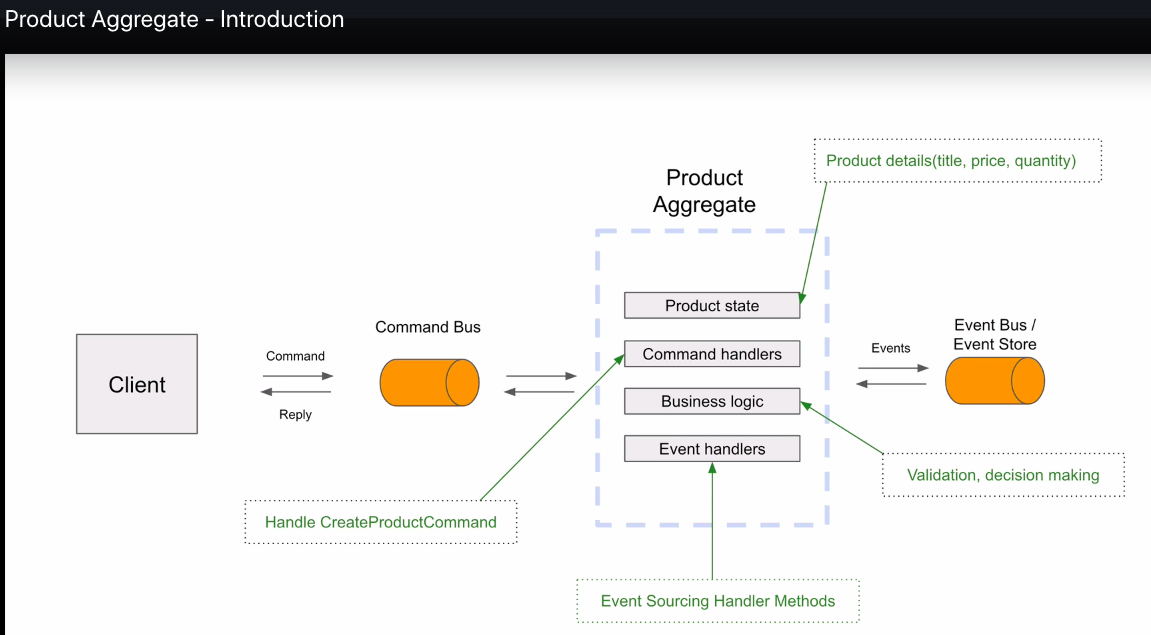 Product Aggregate - Introduction
Product details(title, price, quantity)
Product
Aggregate
Product state
Command Bus
Event Bus /
Event Store
Client
Command
Reply
Command handlers
Events
Business logic
Event handlers
Validation, decision making
Handle CreateProductCommand
Event Sourcing Handler Methods